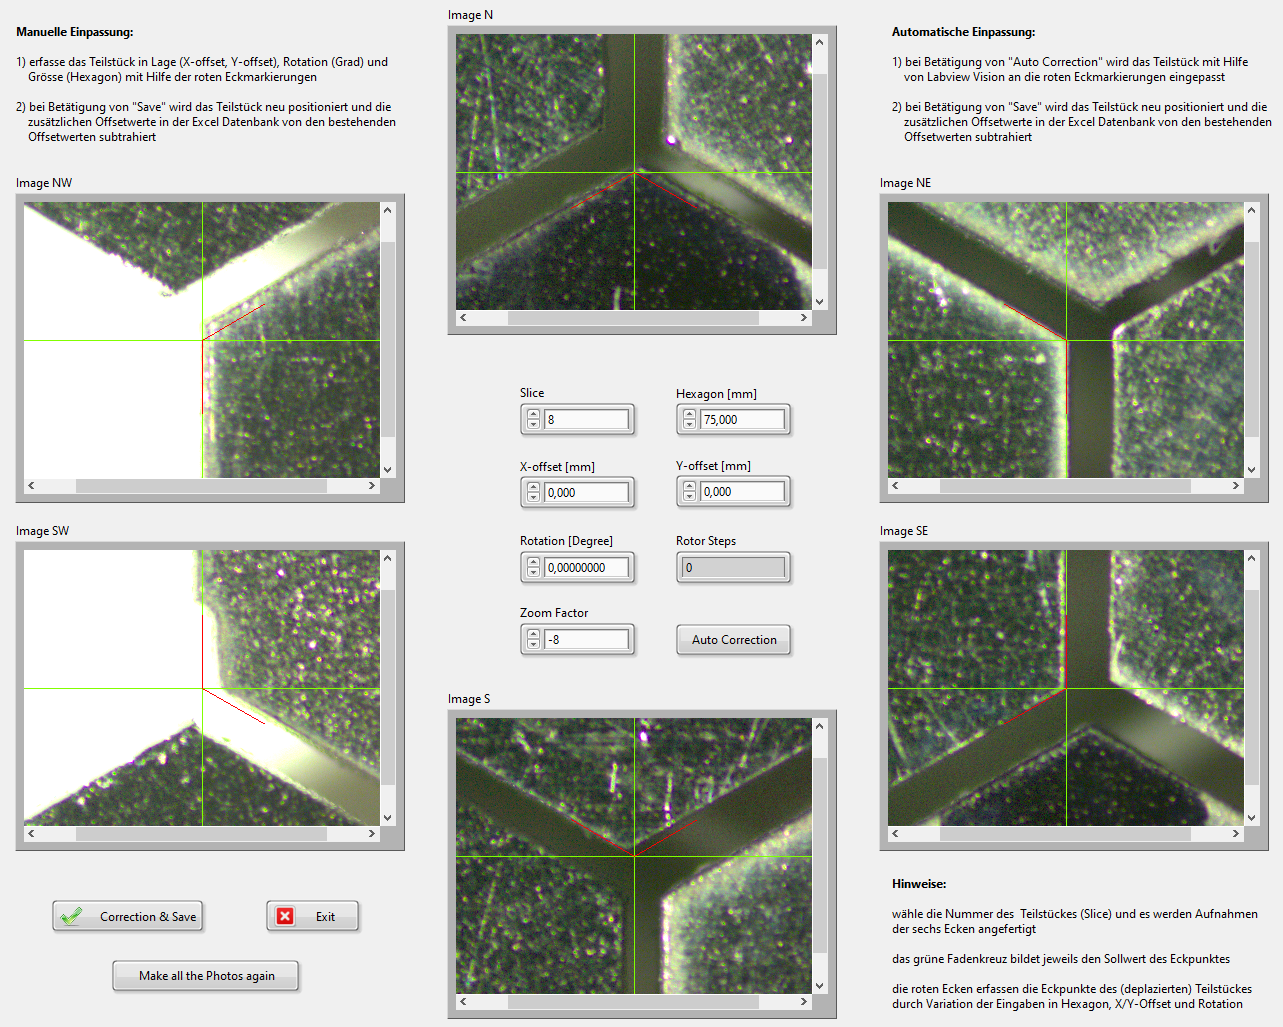 Manuelle Einpassung:
1) erfasse das Teilstück in Lage (X-offset, Y-offset), Rotation (Grad) und
Grösse (Hexagon) mit Hilfe der roten Eckmarkierungen
2) bei Betätigung von "Save" wird das Teilstück neu positioniert und die
zusätzlichen Offsetwerte in der Excel Datenbank von den bestehenden
Offsetwerten subtrahiert
Image N
Automatische Einpassung:
1) bei Betätigung von "Auto Correction" wird das Teilstück mit Hilfe
von Labview Vision an die roten Eckmarkierungen eingepasst
2) bei Betätigung von "Save" wird das Teilstück neu positioniert und die
zusätzlichen Offsetwerte in der Excel Datenbank von den bestehenden
Offsetwerten subtrahiert
Image NW
Image NE
Slice
8
Hexagon [mm]
75,000
X-offset [mm]
0,000
Y-offset [mm]
0,000
Rotation [Degree]
0,00000000
Rotor Steps
0
Zoom Factor
-8
Auto Correction
Image SW
Image SE
Image S
Correction & Save
Exit
Make all the Photos again
Hinweise:
wähle die Nummer des  Teilstückes (Slice) und es werden Aufnahmen
der sechs Ecken angefertigt
das grüne Fadenkreuz bildet jeweils den Sollwert des Eckpunktes
die roten Ecken erfassen die Eckpunkte des (deplazierten) Teilstückes
durch Variation der Eingaben in Hexagon, X/Y-Offset und Rotation